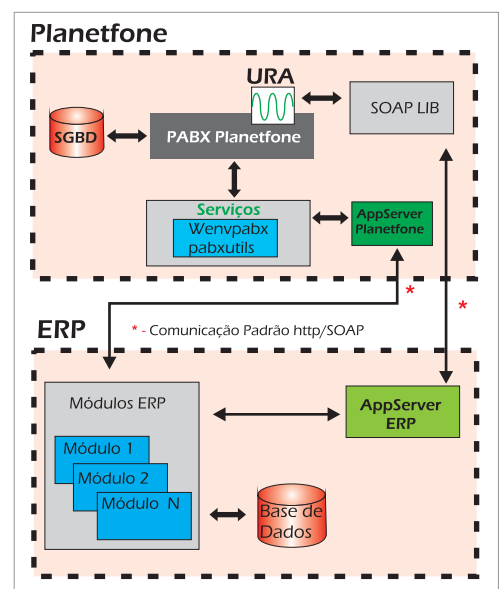 Planetfone
URA
SOAP LIB
SGBD
PABX Planetfone
Serviços
Wenvpabx
pabxutils
AppServer
Planetfone
*
*
ERP
* - Comunicação Padrão http/SOAP
Módulos ERP
AppServer
ERP
Módulo 1
Módulo 2
Módulo N
Base de
Dados